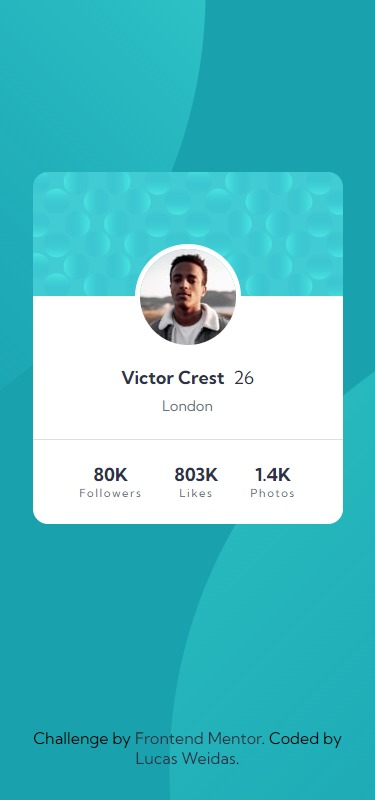 Victor Crest 26
London
80K 803K 1.4K
Followers Likes Photos
Challenge by Frontend Mentor. Coded by
Lucas Weidas.